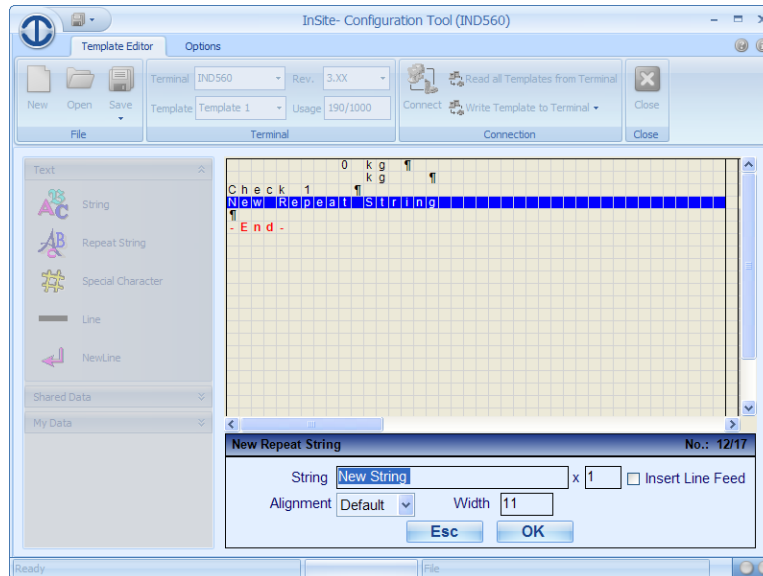 InSite- Configuration Tool (IND560)
Template Editor Options
New Open Save
File
Terminal IND560 Rev. 3.XX
Template Template 1 Usage 190/1000
Terminal
Connect Read all Templates from Terminal
Write Template to Terminal
Connection
Close
Close
Text
String
Repeat String
Special Character
Line
NewLine
Shared Data
My Data
0 kg ¶
kg ¶
Check 1 ¶
New Repeat String
¶
-End-
New Repeat String No.: 12/17
String New String x 1 Insert Line Feed
Alignment Default Width 11
Esc OK
Ready File